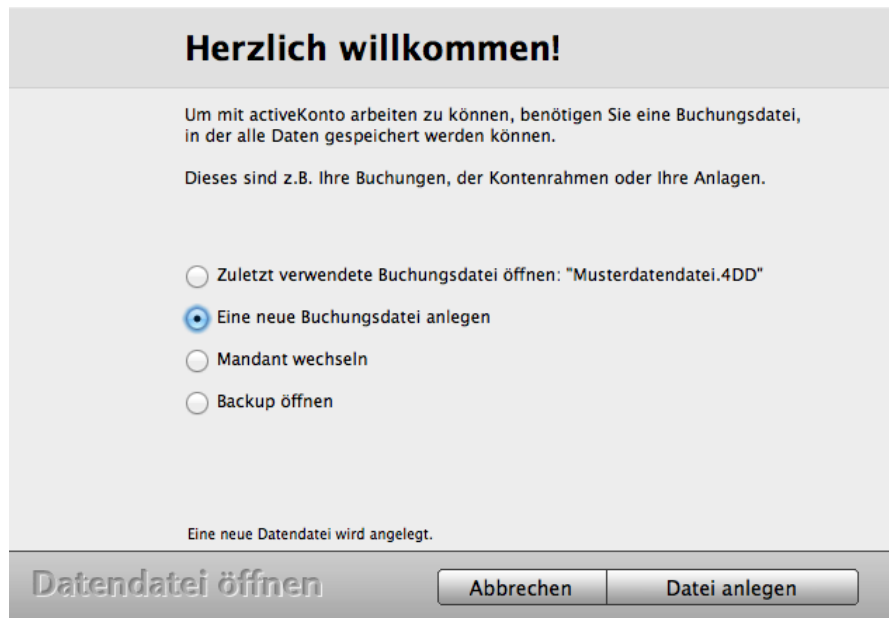 Herzlich willkommen!
Um mit activeKonto arbeiten zu können, benötigen Sie eine Buchungsdatei,
in der alle Daten gespeichert werden können.
Dieses sind z.B. Ihre Buchungen, der Kontenrahmen oder Ihre Anlagen.
Zuletzt verwendete Buchungsdatei öffnen: "Musterdatendatei.4DD"
Eine neue Buchungsdatei anlegen
Mandant wechseln
Backup öffnen
Eine neue Datendatei wird angelegt.
Datendatei öffnen
Abbrechen
Datei anlegen